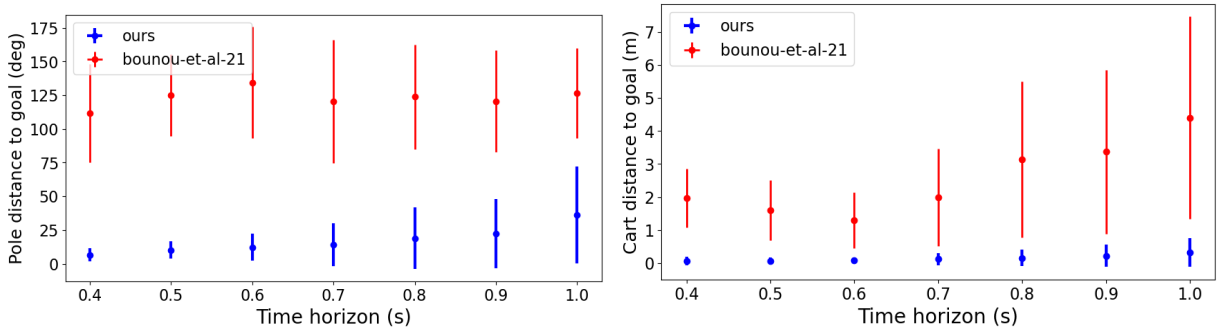 Pole distance to goal (deg)
175
150
125
100
75
50
25
0
ours
bounou-et-al-21
0.4 0.5 0.6 0.7 0.8 0.9 1.0
Time horizon (s)
Cart distance to goal (m)
7
6
5
4
3
2
1
0
ours
bounou-et-al-21
0.4 0.5 0.6 0.7 0.8 0.9 1.0
Time horizon (s)